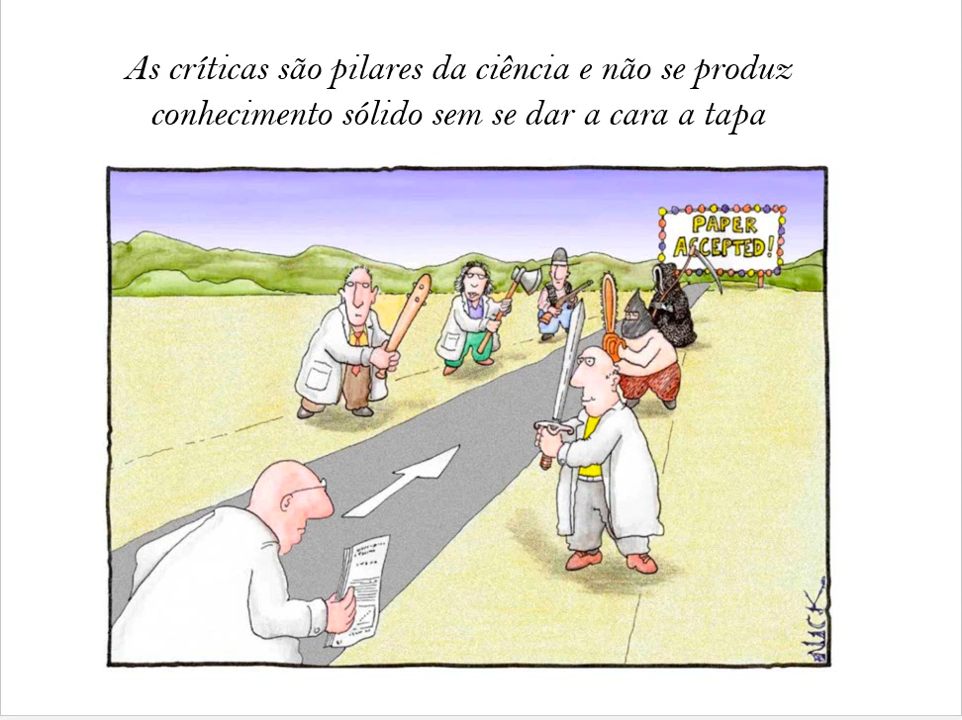 As críticas são pilares da ciência e não se produz
conhecimento sólido sem se dar a cara a tapa
PAPER
ACCEPTED!
NICK